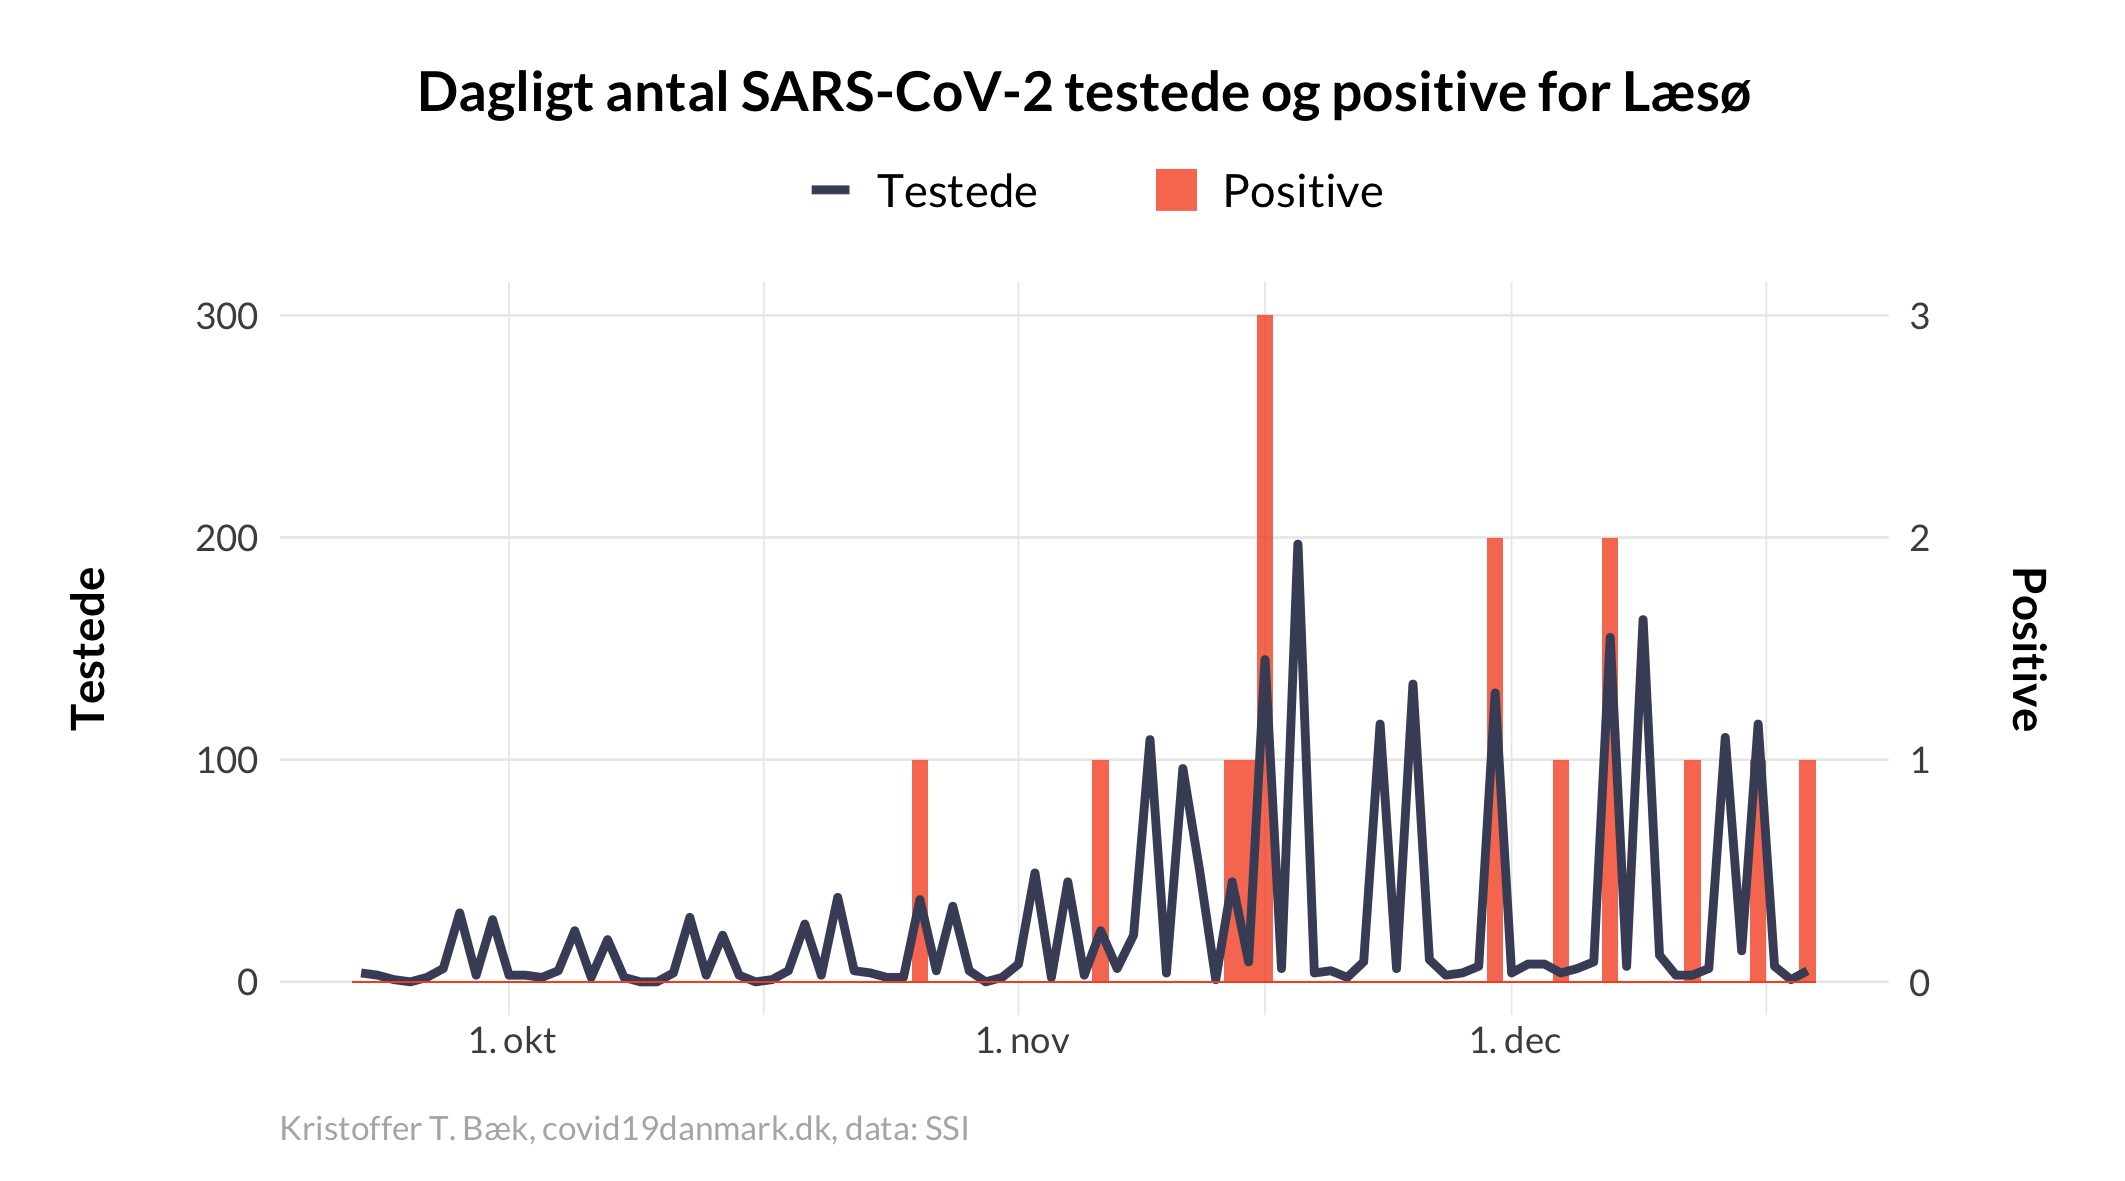 Dagligt antal SARS-CoV-2 testede og positive for Læsø
Testede
Positive
300
200
100
0
3
2
1
0
Testede
Positive
1. okt
1. nov
1. dec
Kristoffer T. Bæk, covid19danmark.dk, data: SSI